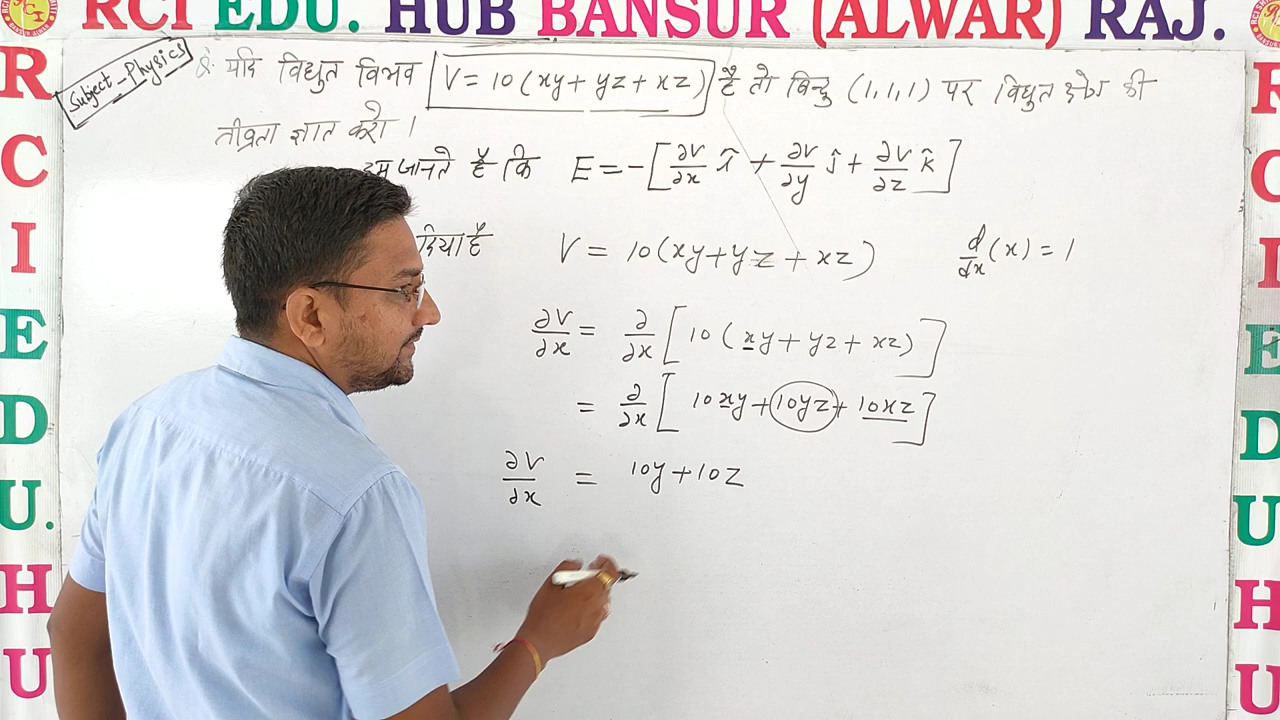 RCI EDU. HUB BANSUR (ALWAR) RAJ.
R
C
I
E
D
U.
H
U
Subject-Physics
यदि विद्युत विभव V = 10(xy + yz + xz) है तो बिन्दु (1,1,1) पर विद्युत क्षेत्र की
तीव्रता ज्ञात करो ।
हम जानते है कि E = -[∂V/∂x î + ∂V/∂y ĵ + ∂V/∂z k̂]
दिया है V = 10(xy + yz + xz) d/dx (x) = 1
∂V/∂x = ∂/∂x [10 (xy + yz + xz)]
= ∂/∂x [10xy + 10yz + 10xz]
∂V/∂x = 10y + 10z
R
C
I
E
D
U
H
U